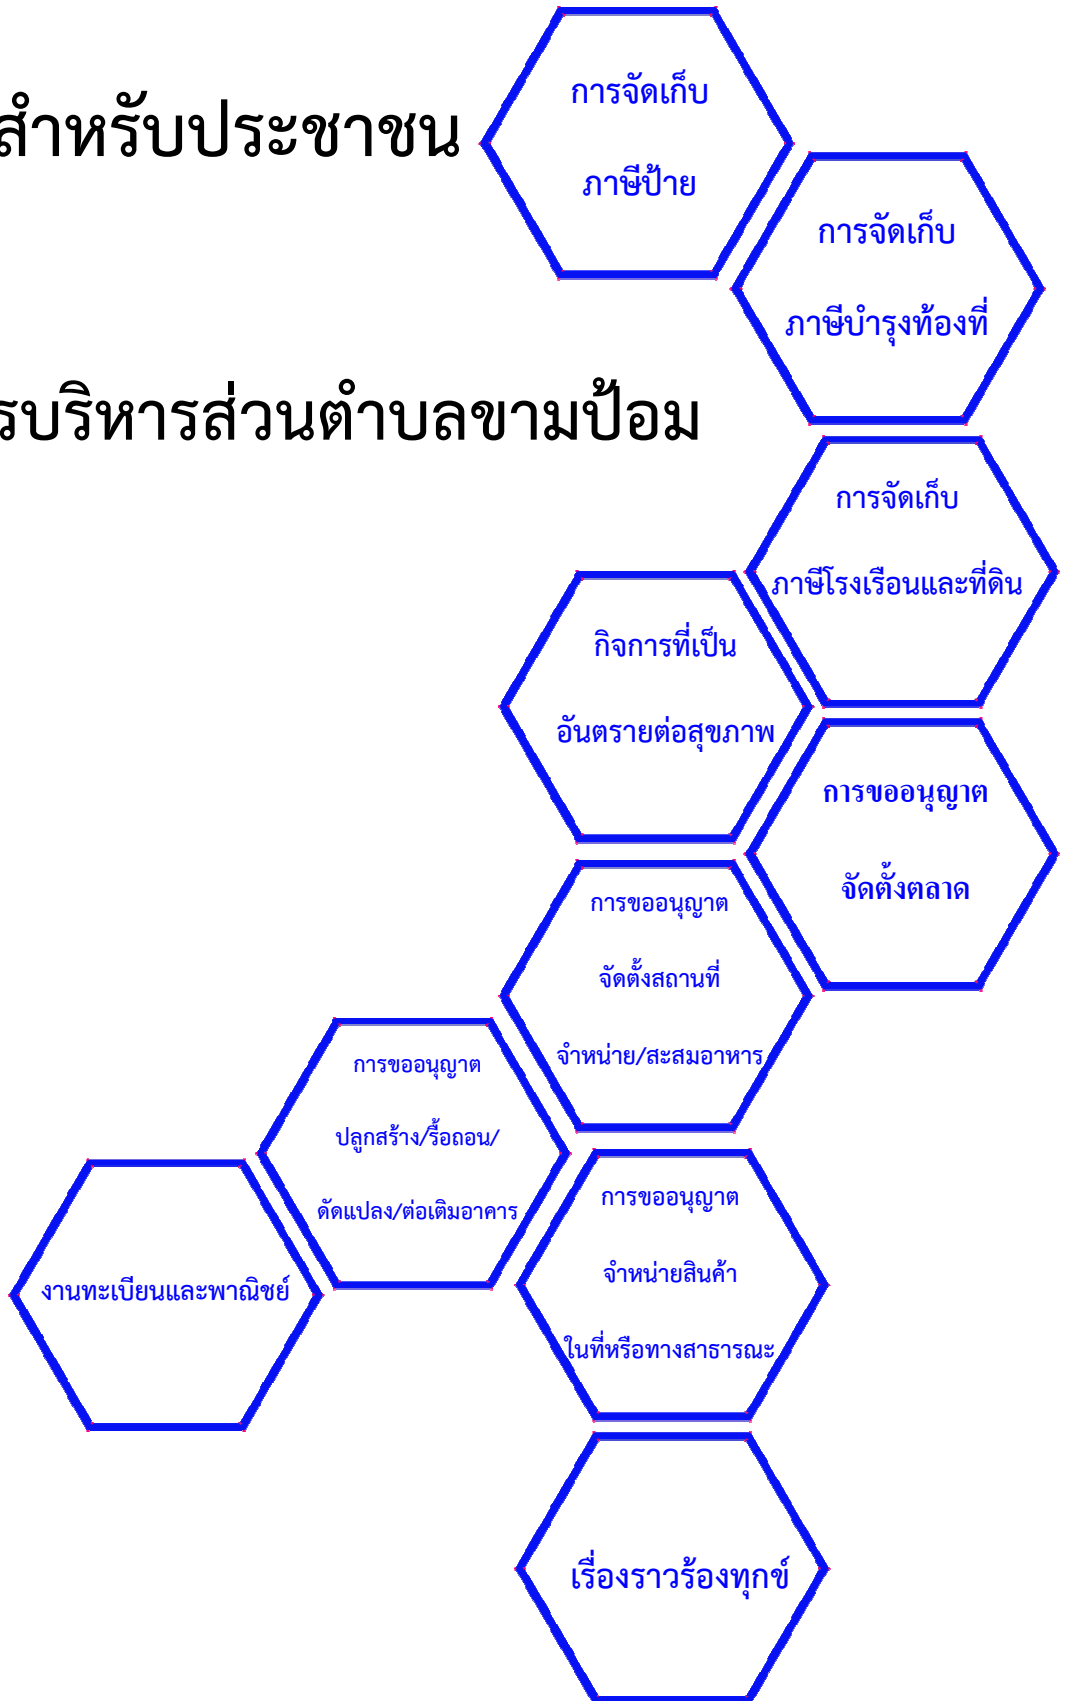 สำหรับประชาชน
การจัดเก็บ
ภาษีป้าย
การจัดเก็บ
ภาษีบำรุงท้องที่
รบริหารส่วนตำบลขามป้อม
การจัดเก็บ
ภาษีโรงเรือนและที่ดิน
กิจการที่เป็น
อันตรายต่อสุขภาพ
การขออนุญาต
จัดตั้งตลาด
การขออนุญาต
จัดตั้งสถานที่
จำหน่าย/สะสมอาหาร
การขออนุญาต
ปลูกสร้าง/รื้อถอน/
ดัดแปลง/ต่อเติมอาคาร
งานทะเบียนและพาณิชย์
การขออนุญาต
จำหน่ายสินค้า
ในที่หรือทางสาธารณะ
เรื่องราวร้องทุกข์